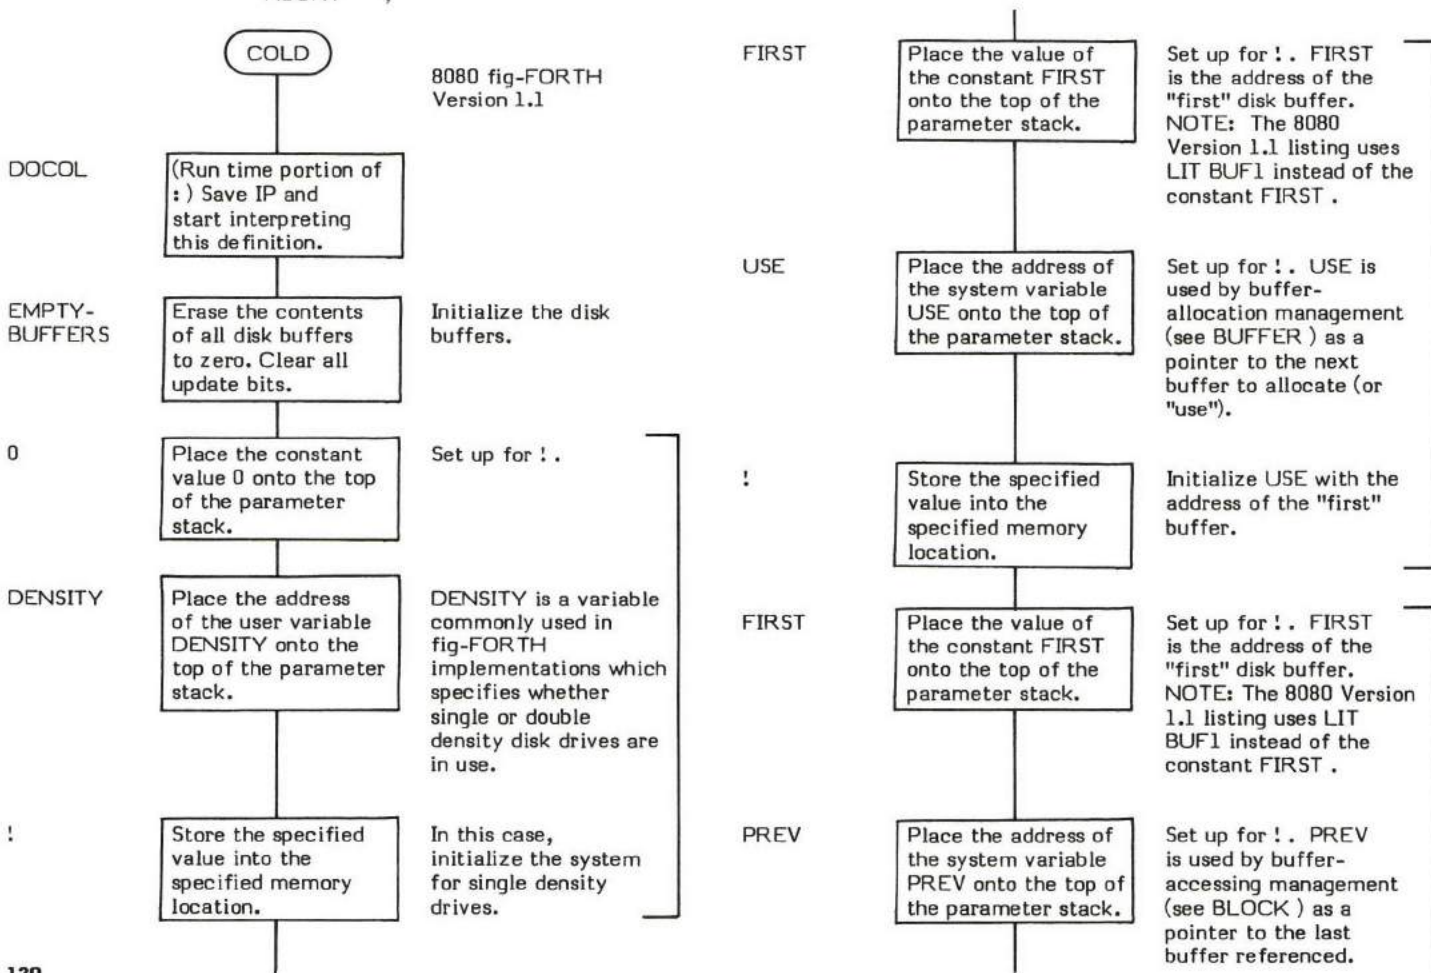 COLD
8080 fig-FORTH
Version 1.1
DOCOL
(Run time portion of
: ) Save IP and
start interpreting
this definition.
EMPTY-
BUFFERS
Erase the contents
of all disk buffers
to zero. Clear all
update bits.
Initialize the disk
buffers.
0
Place the constant
value 0 onto the top
of the parameter
stack.
Set up for ! .
DENSITY
Place the address
of the user variable
DENSITY onto the
top of the parameter
stack.
DENSITY is a variable
commonly used in
fig-FORTH
implementations which
specifies whether
single or double
density disk drives are
in use.
!
Store the specified
value into the
specified memory
location.
In this case,
initialize the system
for single density
drives.
FIRST
Place the value of
the constant FIRST
onto the top of the
parameter stack.
Set up for ! . FIRST
is the address of the
"first" disk buffer.
NOTE: The 8080
Version 1.1 listing uses
LIT BUF1 instead of the
constant FIRST .
USE
Place the address of
the system variable
USE onto the top of
the parameter stack.
Set up for ! . USE is
used by buffer-
allocation management
(see BUFFER ) as a
pointer to the next
buffer to allocate (or
"use").
!
Store the specified
value into the
specified memory
location.
Initialize USE with the
address of the "first"
buffer.
FIRST
Place the value of
the constant FIRST
onto the top of the
parameter stack.
Set up for ! . FIRST
is the address of the
"first" disk buffer.
NOTE: The 8080 Version
1.1 listing uses LIT
BUF1 instead of the
constant FIRST .
PREV
Place the address of
the system variable
PREV onto the top of
the parameter stack.
Set up for ! . PREV
is used by buffer-
accessing management
(see BLOCK ) as a
pointer to the last
buffer referenced.